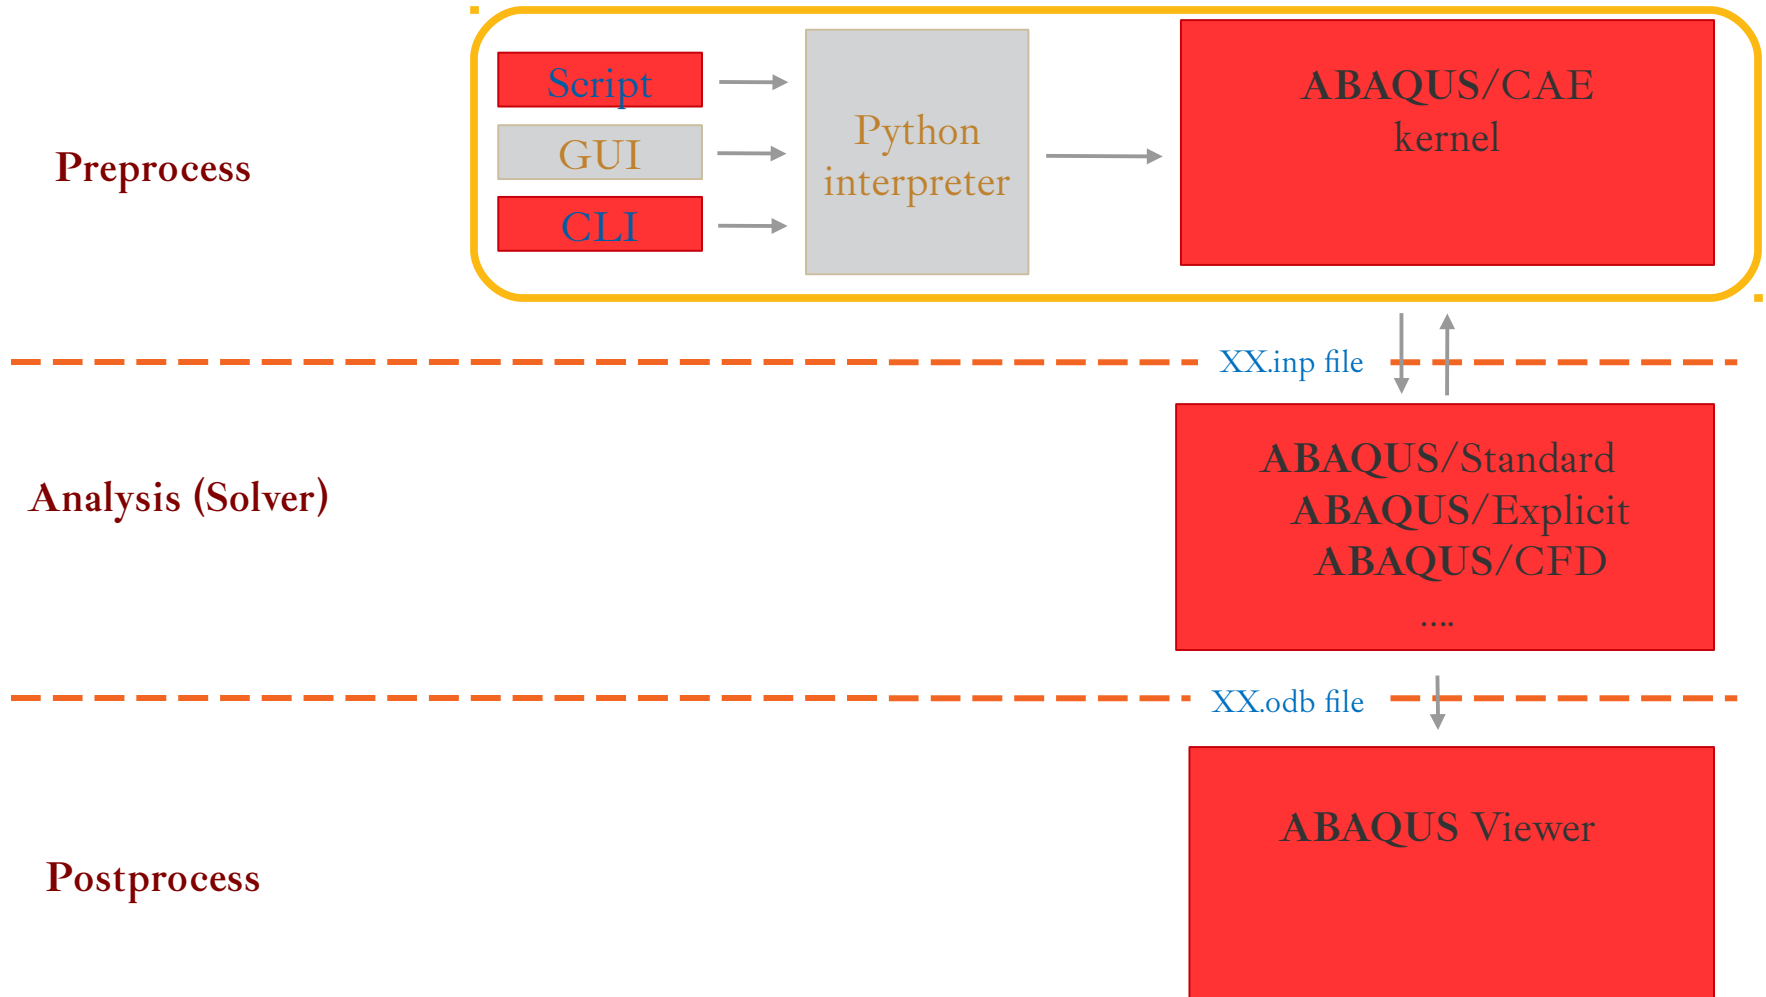 Script
GUI
CLI
Python
interpreter
ABAQUS/CAE
kernel
Preprocess
XX.inp file
Analysis (Solver)
ABAQUS/Standard
ABAQUS/Explicit
ABAQUS/CFD
....
XX.odb file
ABAQUS Viewer
Postprocess